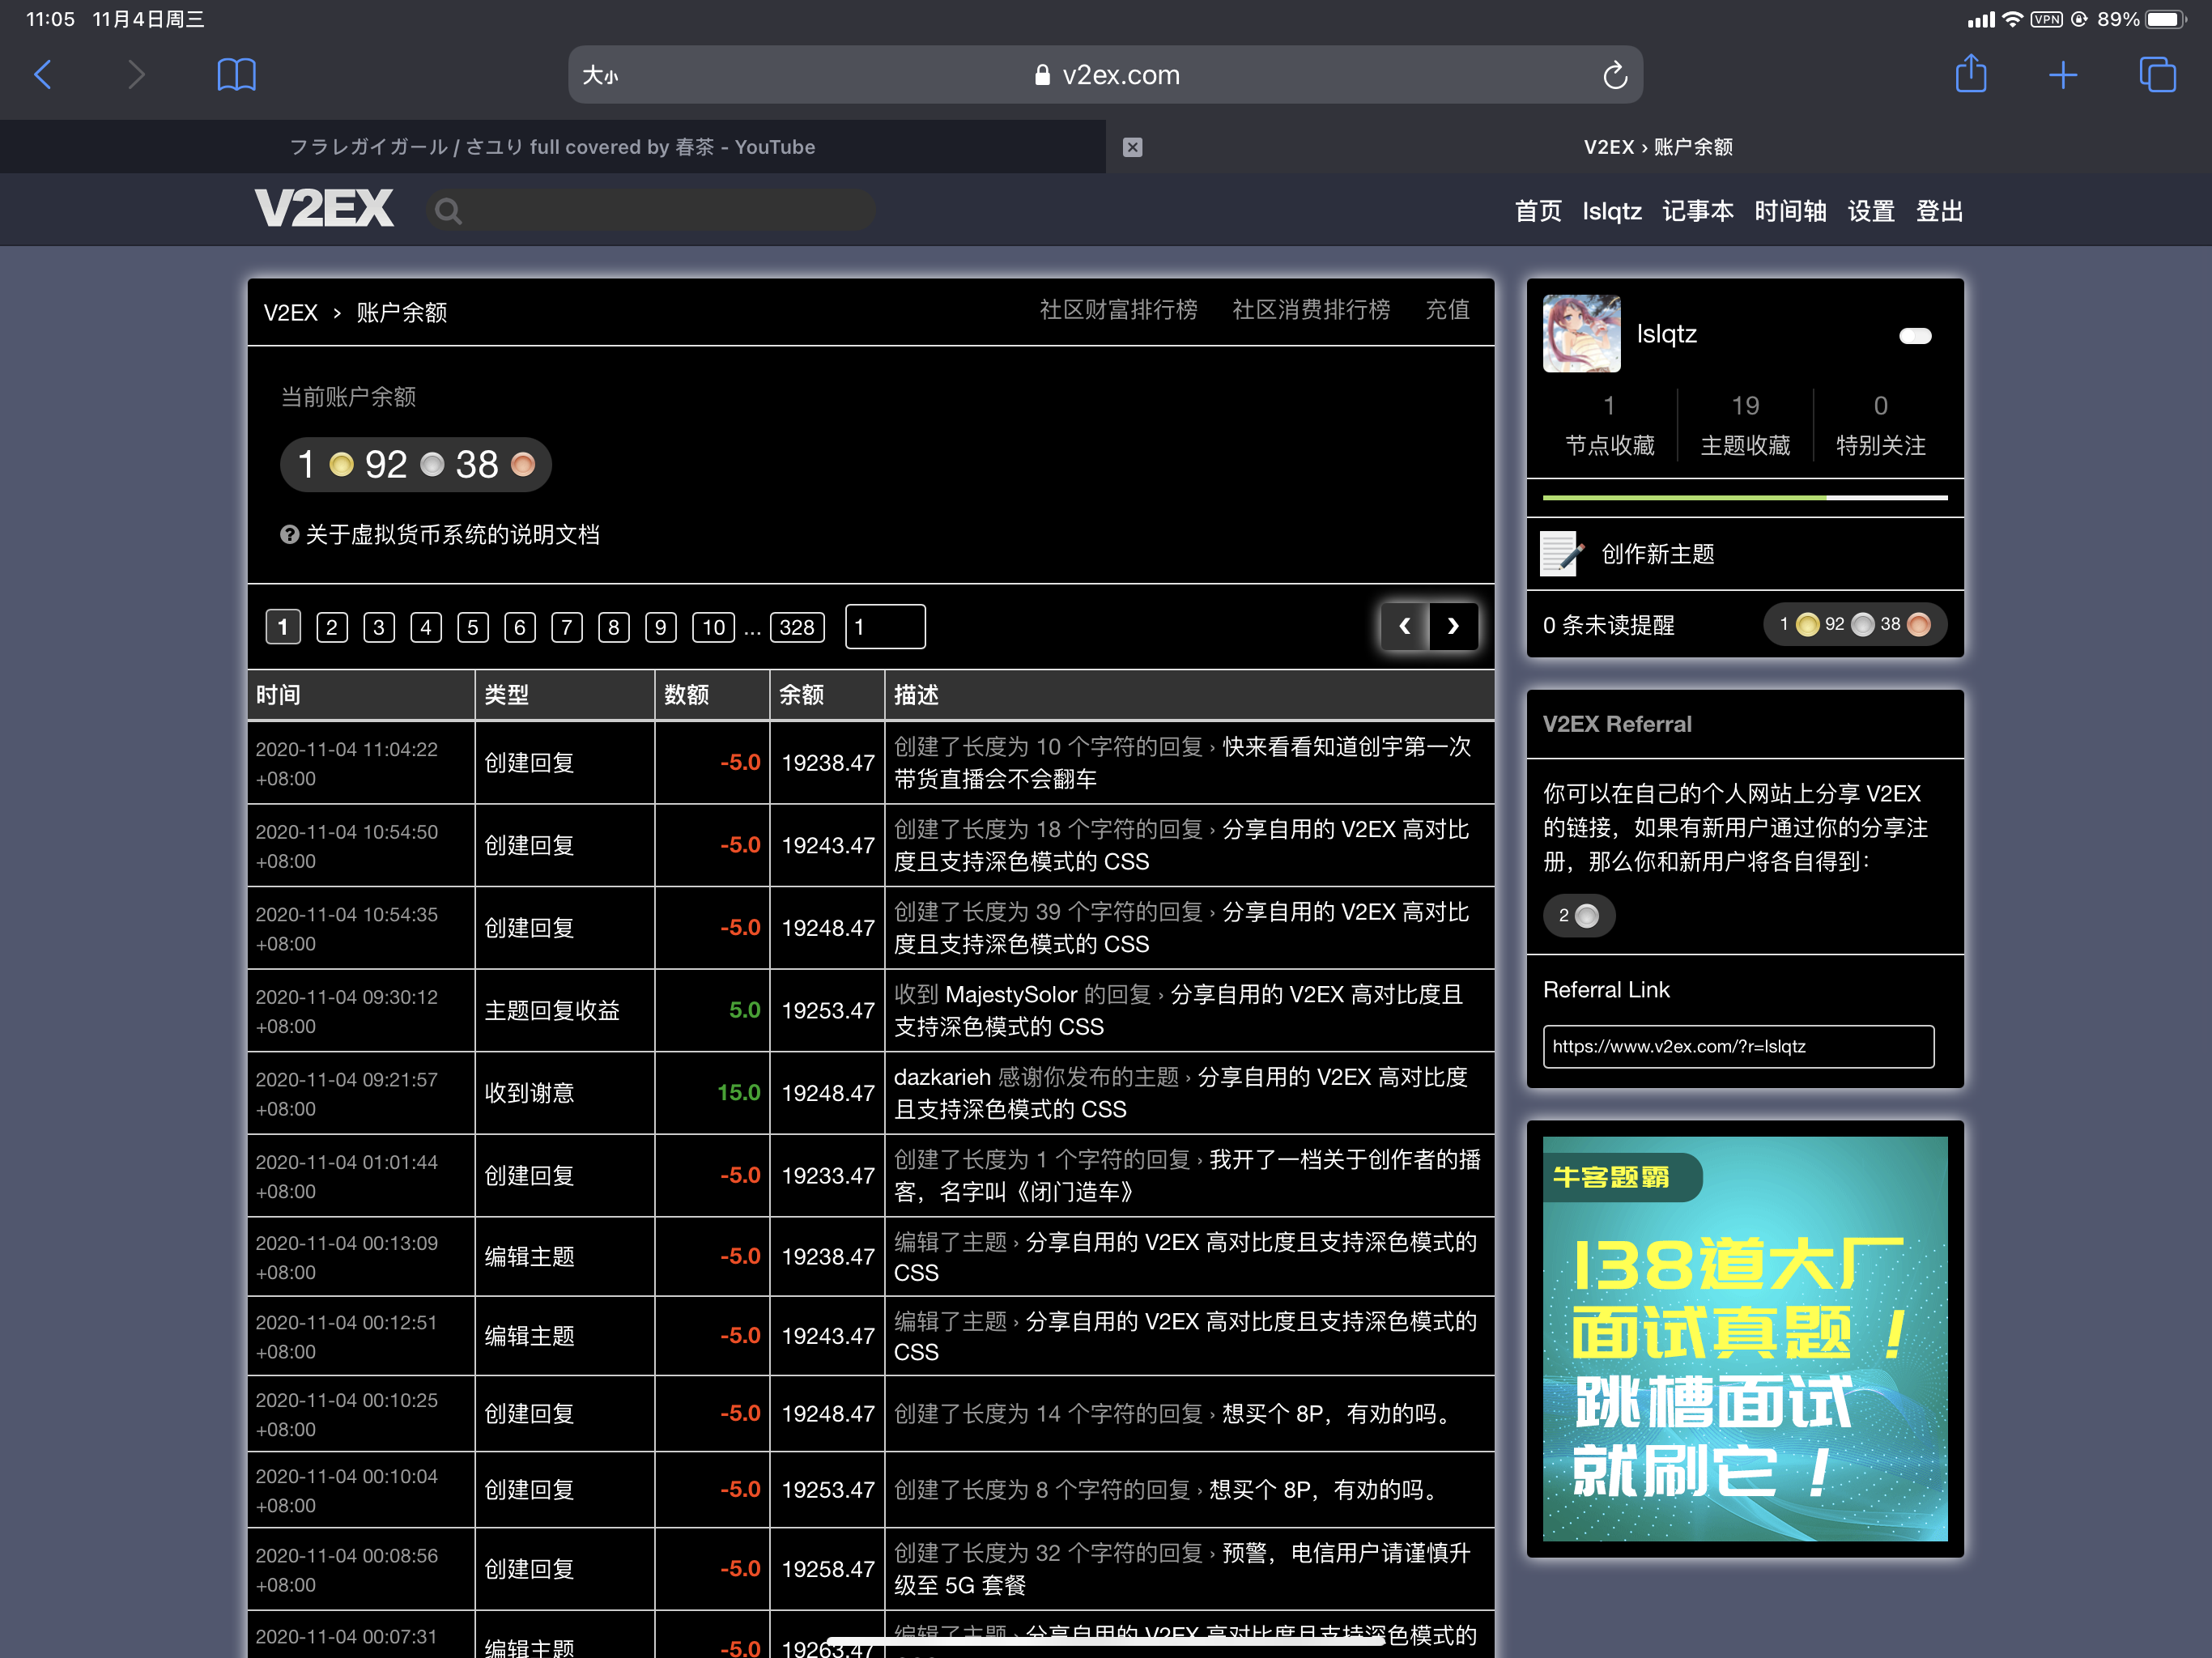 11:05 11月4日周三
VPN 89%
大小 v2ex.com
フラレガイガール / さユり full covered by 春茶 - YouTube
V2EX › 账户余额
V2EX
首页 lslqtz 记事本 时间轴 设置 登出
V2EX › 账户余额
社区财富排行榜 社区消费排行榜 充值
当前账户余额
1 92 38
关于虚拟货币系统的说明文档
1 2 3 4 5 6 7 8 9 10 ... 328 1
❮ ❯
时间 类型 数额 余额 描述
2020-11-04 11:04:22
+08:00
创建回复 -5.0 19238.47
创建了长度为 10 个字符的回复 › 快来看看知道创宇第一次
带货直播会不会翻车
2020-11-04 10:54:50
+08:00
创建回复 -5.0 19243.47
创建了长度为 18 个字符的回复 › 分享自用的 V2EX 高对比
度且支持深色模式的 CSS
2020-11-04 10:54:35
+08:00
创建回复 -5.0 19248.47
创建了长度为 39 个字符的回复 › 分享自用的 V2EX 高对比
度且支持深色模式的 CSS
2020-11-04 09:30:12
+08:00
主题回复收益 5.0 19253.47
收到 MajestySolor 的回复 › 分享自用的 V2EX 高对比度且
支持深色模式的 CSS
2020-11-04 09:21:57
+08:00
收到谢意 15.0 19248.47
dazkarieh 感谢你发布的主题 › 分享自用的 V2EX 高对比度
且支持深色模式的 CSS
2020-11-04 01:01:44
+08:00
创建回复 -5.0 19233.47
创建了长度为 1 个字符的回复 › 我开了一档关于创作者的播
客，名字叫《闭门造车》
2020-11-04 00:13:09
+08:00
编辑主题 -5.0 19238.47
编辑了主题 › 分享自用的 V2EX 高对比度且支持深色模式的
CSS
2020-11-04 00:12:51
+08:00
编辑主题 -5.0 19243.47
编辑了主题 › 分享自用的 V2EX 高对比度且支持深色模式的
CSS
2020-11-04 00:10:25
+08:00
创建回复 -5.0 19248.47
创建了长度为 14 个字符的回复 › 想买个 8P，有劝的吗。
2020-11-04 00:10:04
+08:00
创建回复 -5.0 19253.47
创建了长度为 8 个字符的回复 › 想买个 8P，有劝的吗。
2020-11-04 00:08:56
+08:00
创建回复 -5.0 19258.47
创建了长度为 32 个字符的回复 › 预警，电信用户请谨慎升
级至 5G 套餐
2020-11-04 00:07:31
编辑主题 -5.0 19263.47
编辑了主题 › 分享自用的 V2EX 高对比度且支持深色模式的
lslqtz
1 19 0
节点收藏 主题收藏 特别关注
创作新主题
0 条未读提醒 1 92 38
V2EX Referral
你可以在自己的个人网站上分享 V2EX
的链接，如果有新用户通过你的分享注
册，那么你和新用户将各自得到：
2
Referral Link
https://www.v2ex.com/?r=lslqtz
牛客题霸
138道大厂
面试真题！
跳槽面试
就刷它！